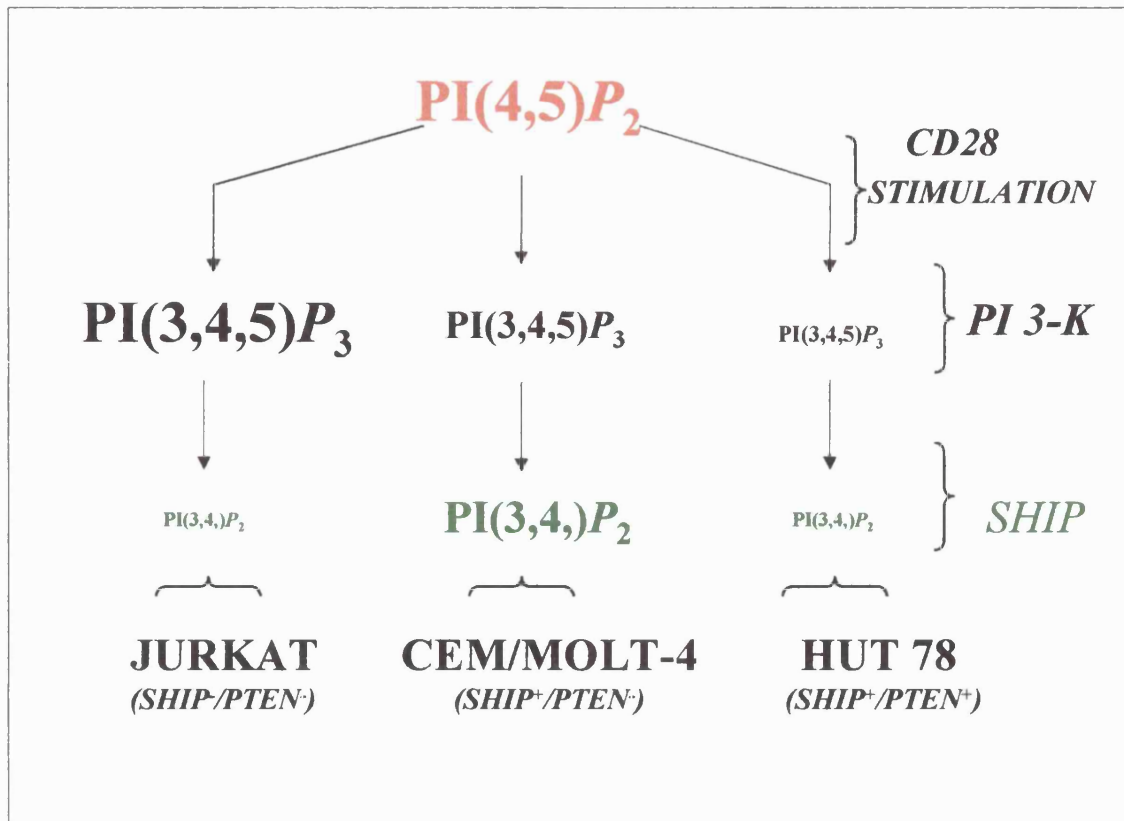 PI(4,5)P₂
CD28
STIMULATION
PI(3,4,5)P₃ PI(3,4,5)P₃ PI(3,4,5)P₃ PI 3-K
PI(3,4,)P₂ PI(3,4,)P₂ PI(3,4,)P₂ SHIP
JURKAT CEM/MOLT-4 HUT 78
(SHIP⁻/PTEN⁻) (SHIP⁺/PTEN⁻) (SHIP⁺/PTEN⁺)